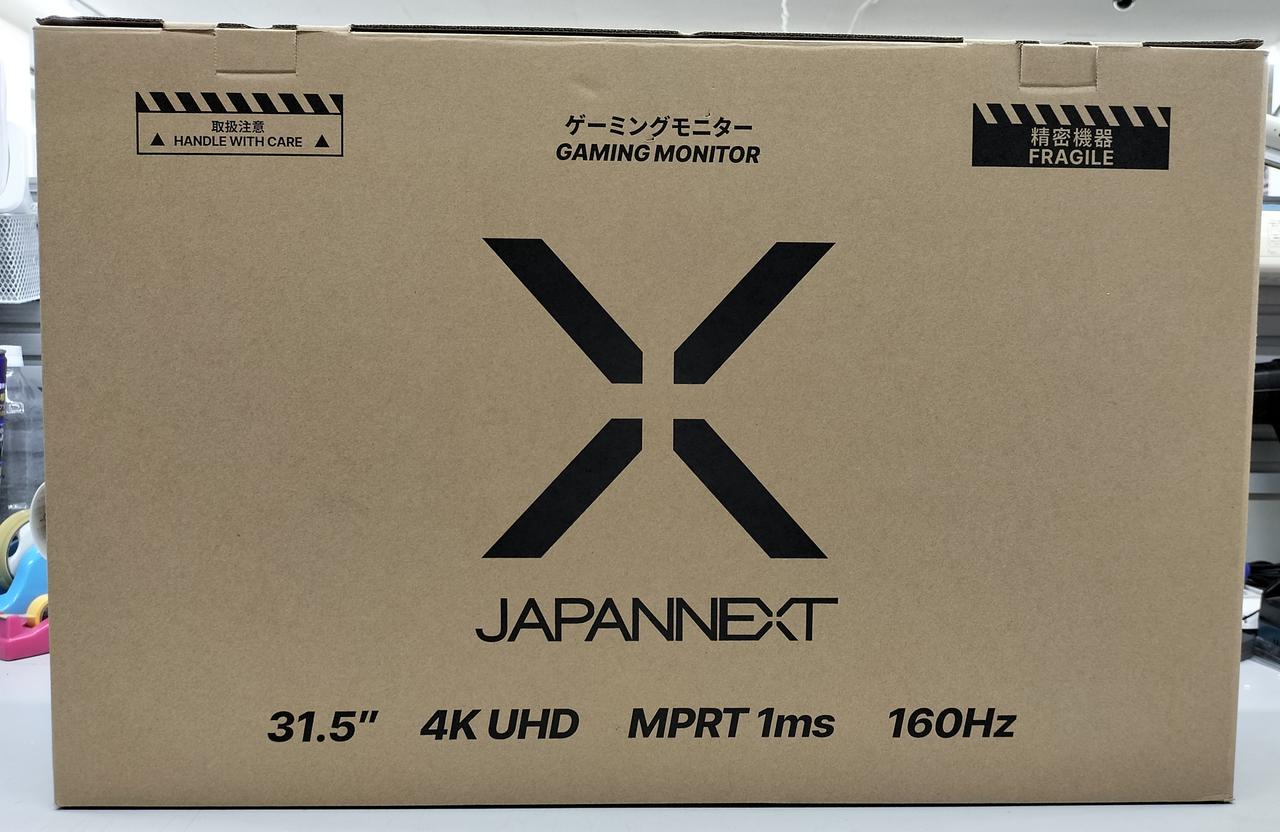 取扱注意
HANDLE WITH CARE
ゲーミングモニター
GAMING MONITOR
精密機器
FRAGILE
JAPANNEXT
31.5” 4K UHD MPRT 1ms 160Hz